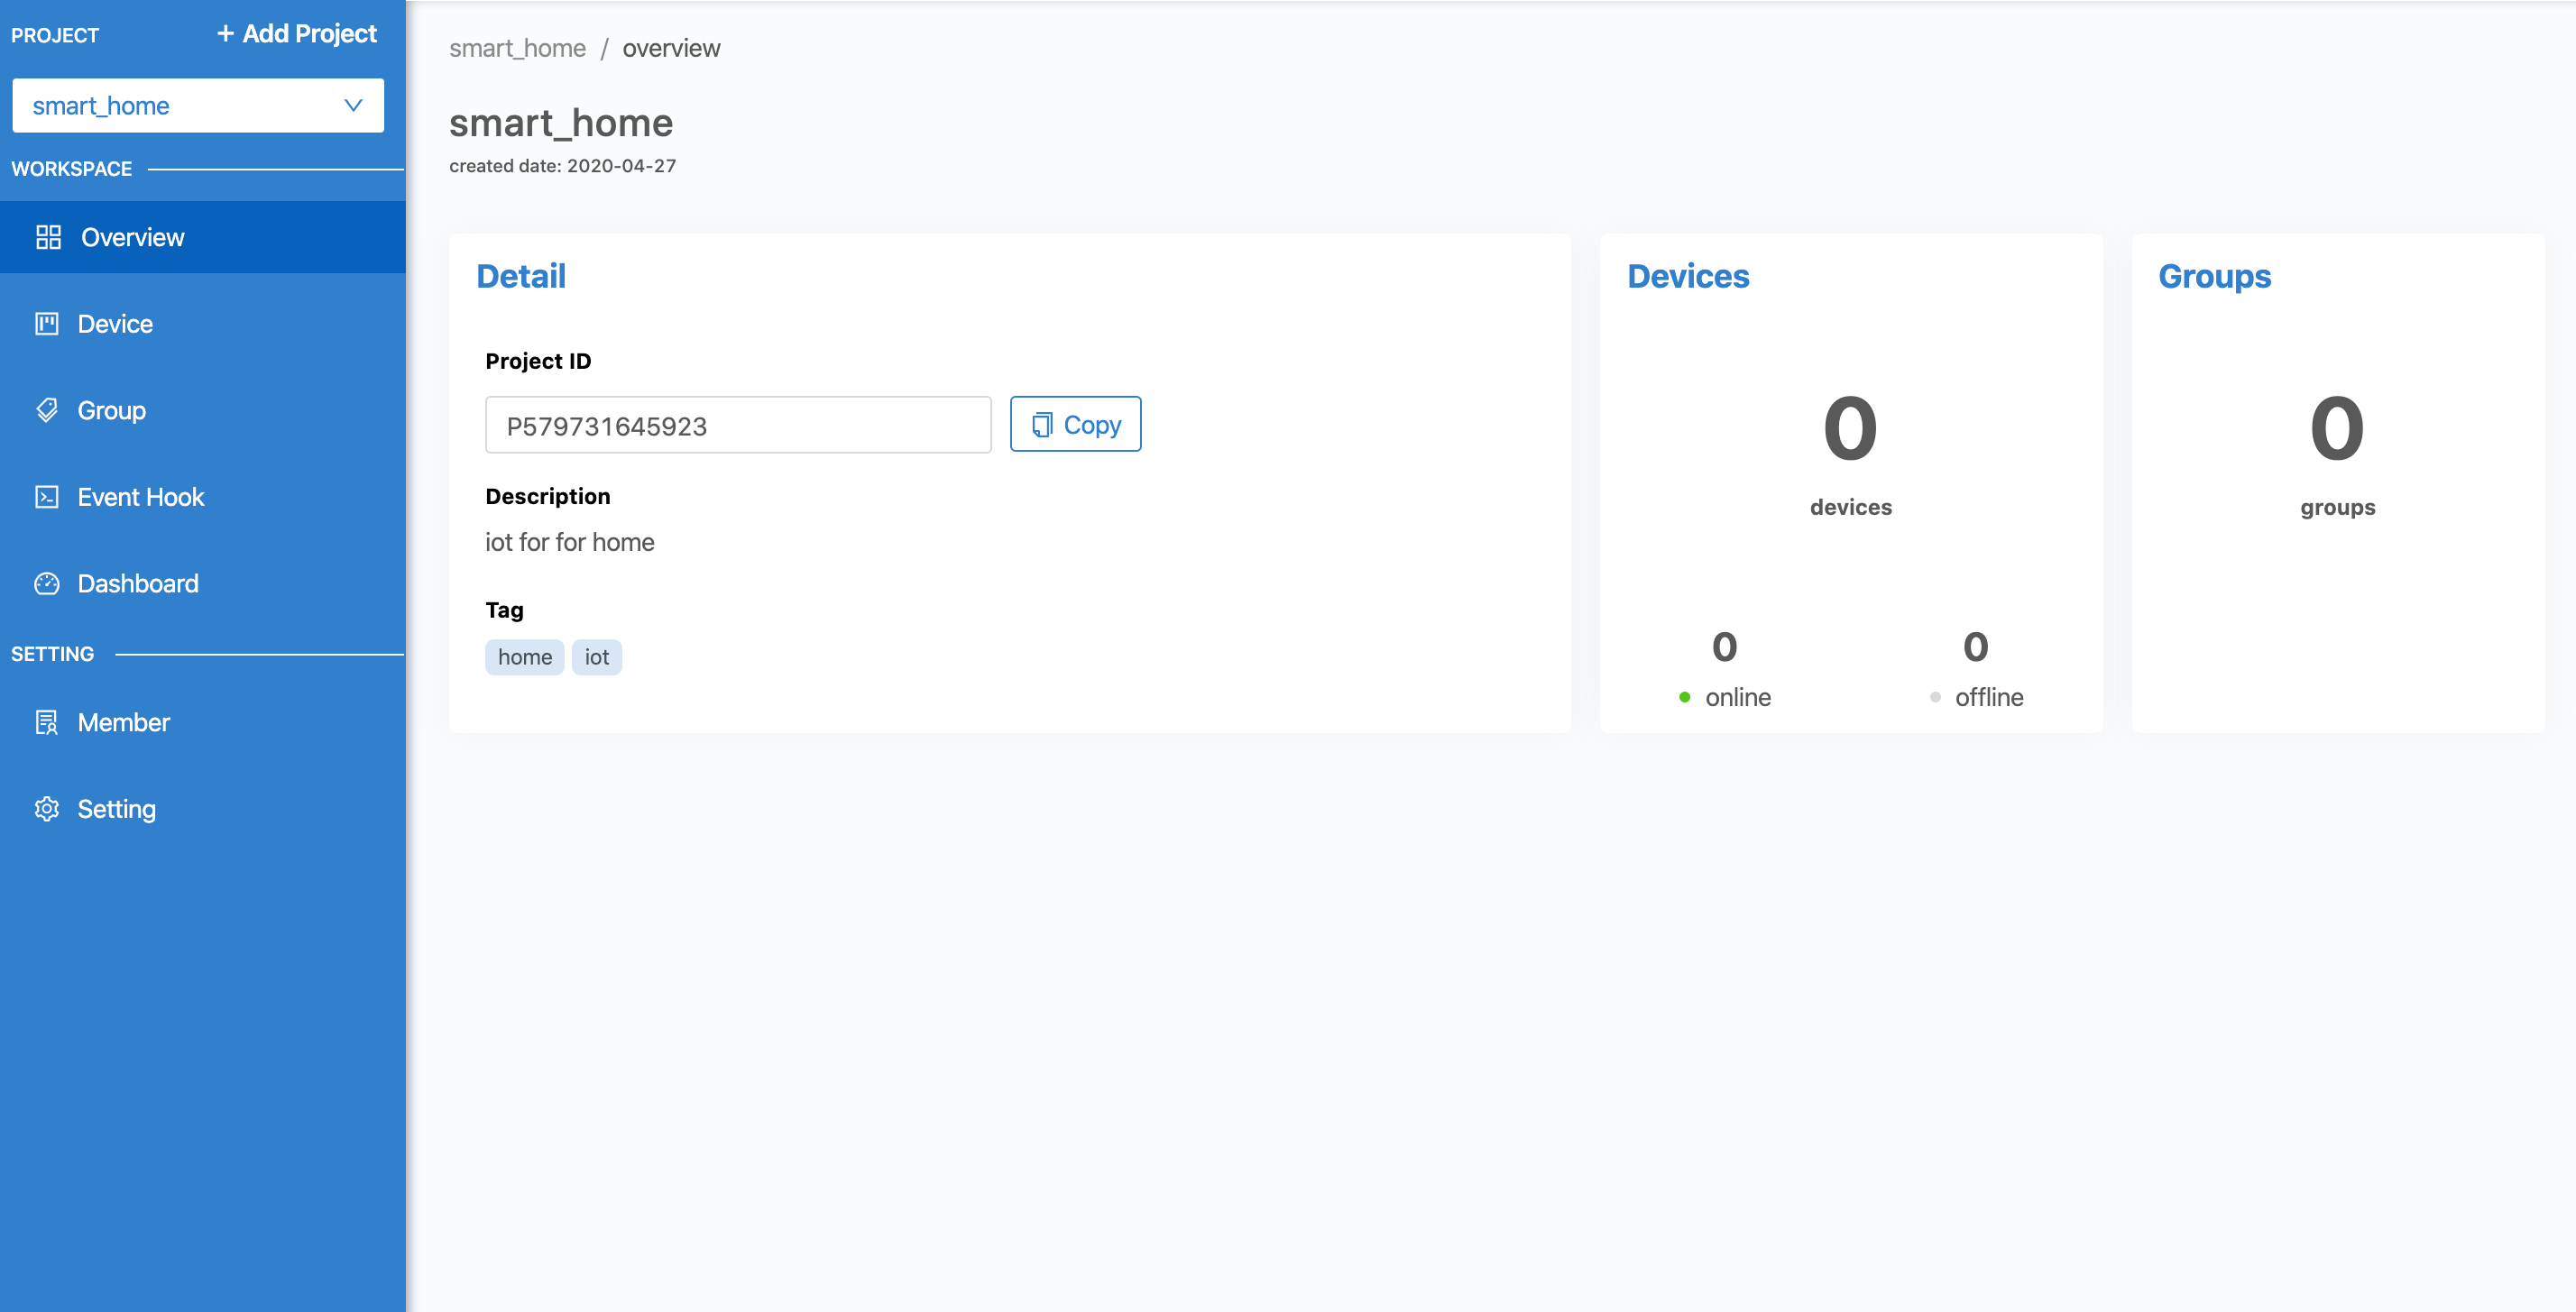 PROJECT
+ Add Project
smart_home
WORKSPACE
Overview
Device
Group
Event Hook
Dashboard
SETTING
Member
Setting
smart_home / overview
smart_home
created date: 2020-04-27
Detail
Project ID
P579731645923
Copy
Description
iot for for home
Tag
home iot
Devices
0
devices
0
online
0
offline
Groups
0
groups